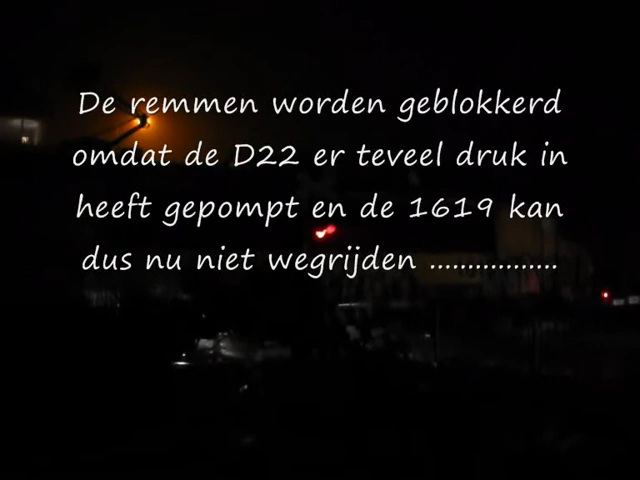 De remmen worden geblokkerd
omdat de D22 er teveel druk in
heeft gepompt en de 1619 kan
dus nu niet wegrijden .................